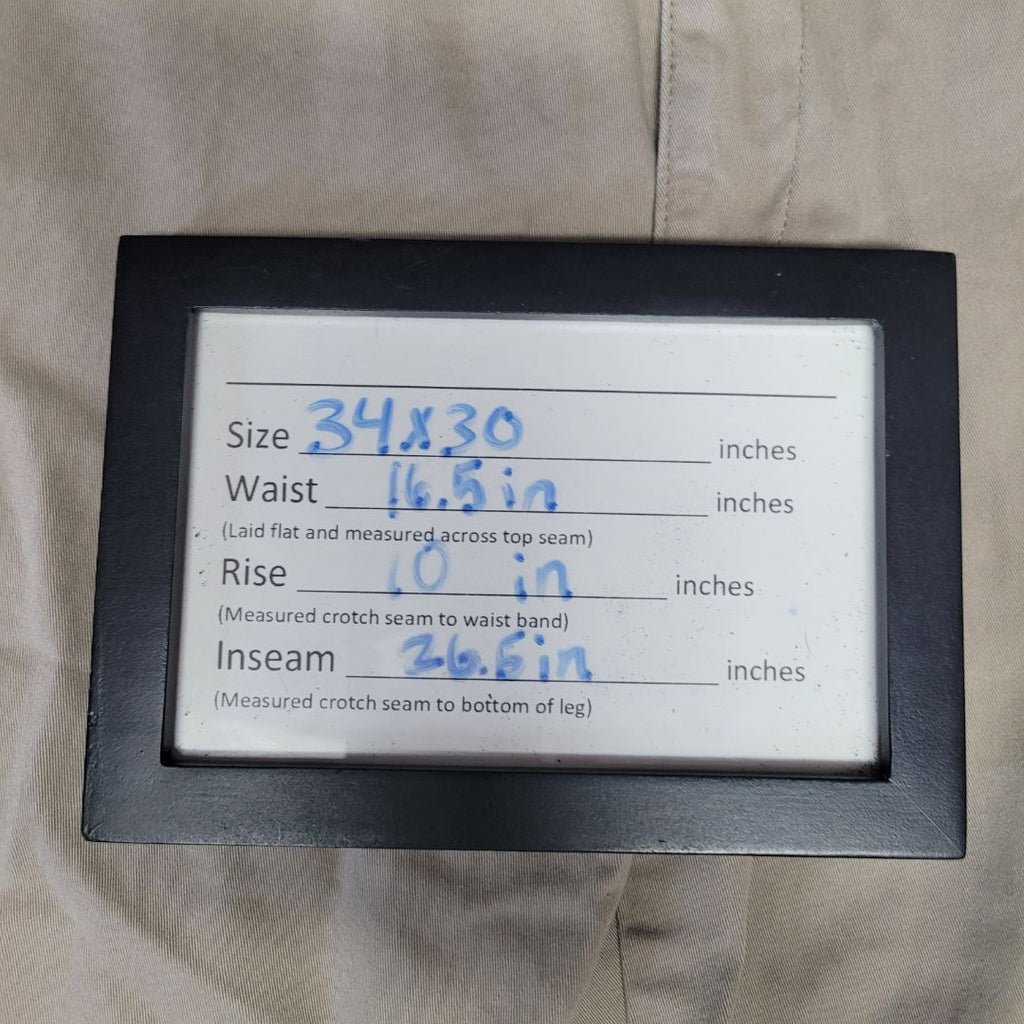 Size 34x30 inches
Waist 16.5 in inches
(Laid flat and measured across top seam)
Rise 10 in inches
(Measured crotch seam to waist band)
Inseam 26.5 in inches
(Measured crotch seam to bottom of leg)